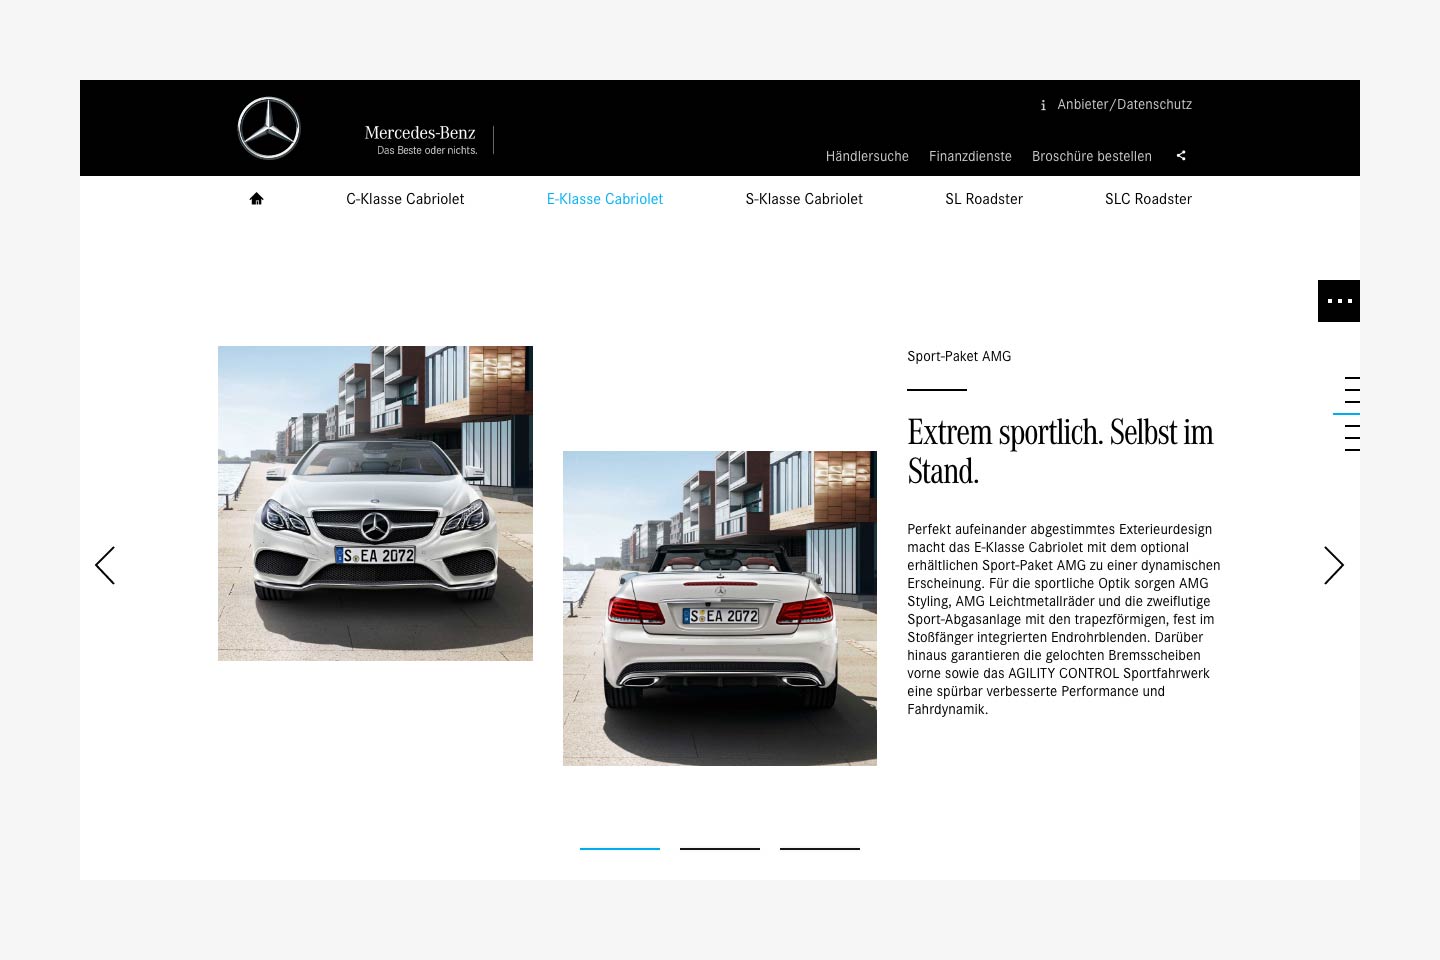 Anbieter/Datenschutz
Mercedes-Benz
Das Beste oder nichts.
Händlersuche Finanzdienste Broschüre bestellen
C-Klasse Cabriolet E-Klasse Cabriolet S-Klasse Cabriolet SL Roadster SLC Roadster
Sport-Paket AMG
Extrem sportlich. Selbst im
Stand.
Perfekt aufeinander abgestimmtes Exterieurdesign
macht das E-Klasse Cabriolet mit dem optional
erhältlichen Sport-Paket AMG zu einer dynamischen
Erscheinung. Für die sportliche Optik sorgen AMG
Styling, AMG Leichtmetallräder und die zweiflutige
Sport-Abgasanlage mit den trapezförmigen, fest im
Stoßfänger integrierten Endrohrblenden. Darüber
hinaus garantieren die gelochten Bremsscheiben
vorne sowie das AGILITY CONTROL Sportfahrwerk
eine spürbar verbesserte Performance und
Fahrdynamik.
S EA 2072
S EA 2072